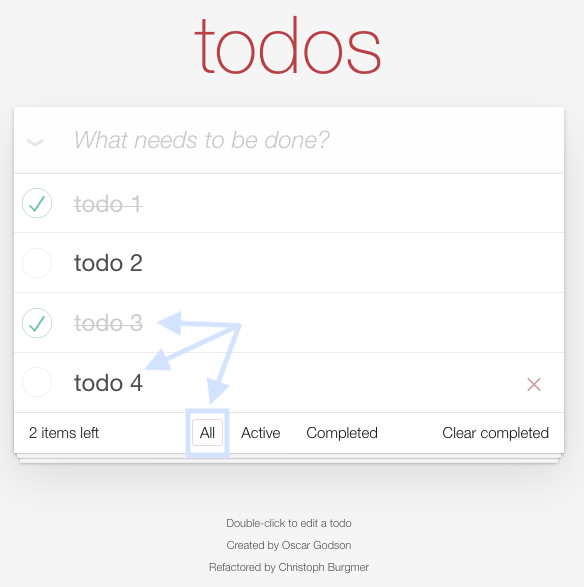 todos
What needs to be done?
todo 1
todo 2
todo 3
todo 4
2 items left All Active Completed Clear completed
Double-click to edit a todo
Created by Oscar Godson
Refactored by Christoph Burgmer